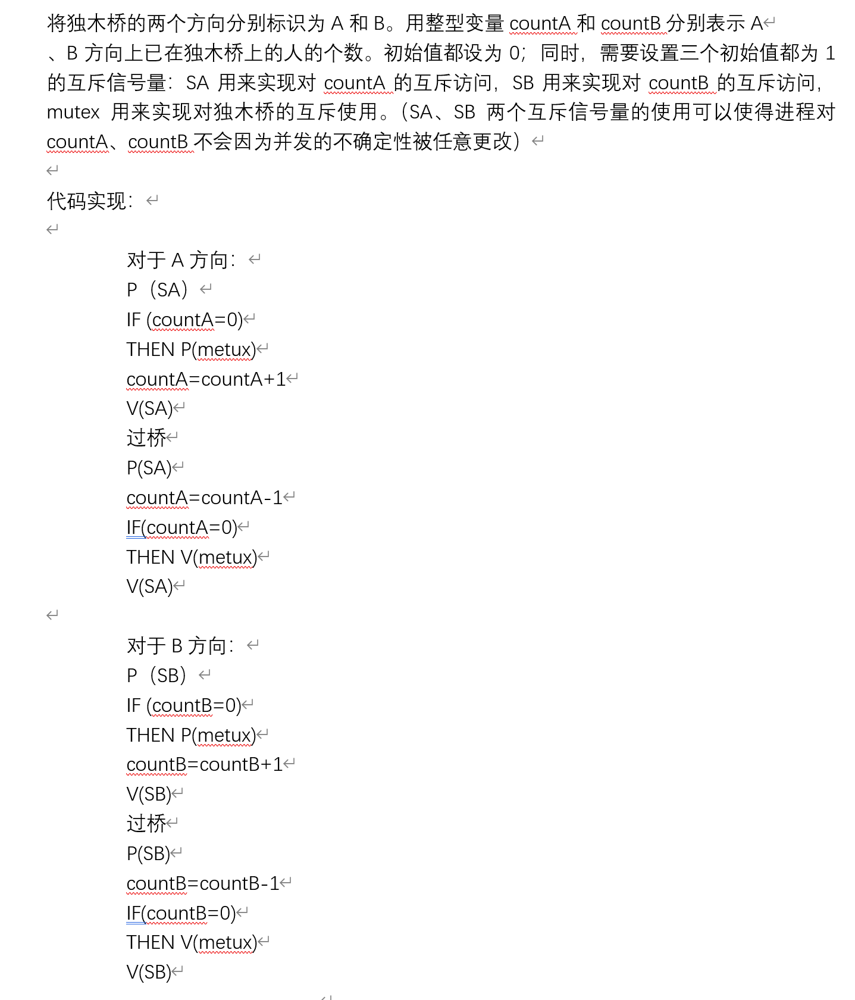 将独木桥的两个方向分别标识为 A 和 B。用整型变量 countA 和 countB 分别表示 A
、B 方向上已在独木桥上的人的个数。初始值都设为 0；同时，需要设置三个初始值都为 1
的互斥信号量：SA 用来实现对 countA 的互斥访问，SB 用来实现对 countB 的互斥访问，
mutex 用来实现对独木桥的互斥使用。（SA、SB 两个互斥信号量的使用可以使得进程对
countA、countB 不会因为并发的不确定性被任意更改）
代码实现：
对于 A 方向：
P（SA）
IF (countA=0)
THEN P(metux)
countA=countA+1
V(SA)
过桥
P(SA)
countA=countA-1
IF(countA=0)
THEN V(metux)
V(SA)
对于 B 方向：
P（SB）
IF (countB=0)
THEN P(metux)
countB=countB+1
V(SB)
过桥
P(SB)
countB=countB-1
IF(countB=0)
THEN V(metux)
V(SB)